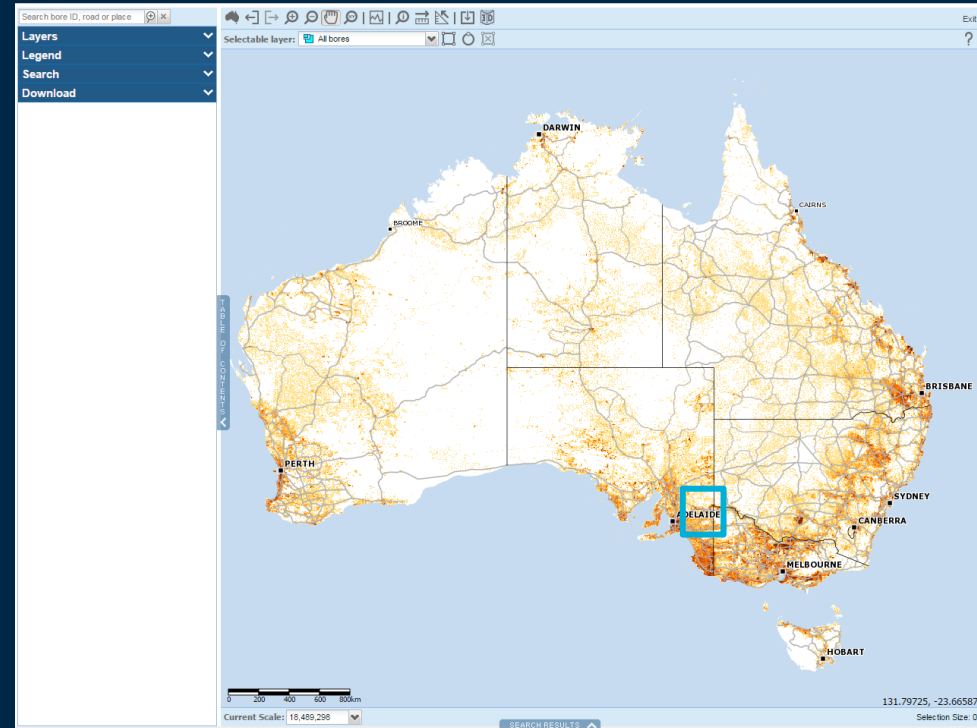 Search bore ID, road or place
Exit
Selectable layer: All bores
?
Layers
Legend
Search
Download
DARWIN
CAIRNS
BROOME
TABLE OF CONTENTS
BRISBANE
PERTH
SYDNEY
ADELAIDE
CANBERRA
MELBOURNE
HOBART
0 200 400 600 800km
131.79725, -23.66587
Current Scale: 18,489,298
SEARCH RESULTS
Selection Size: 0